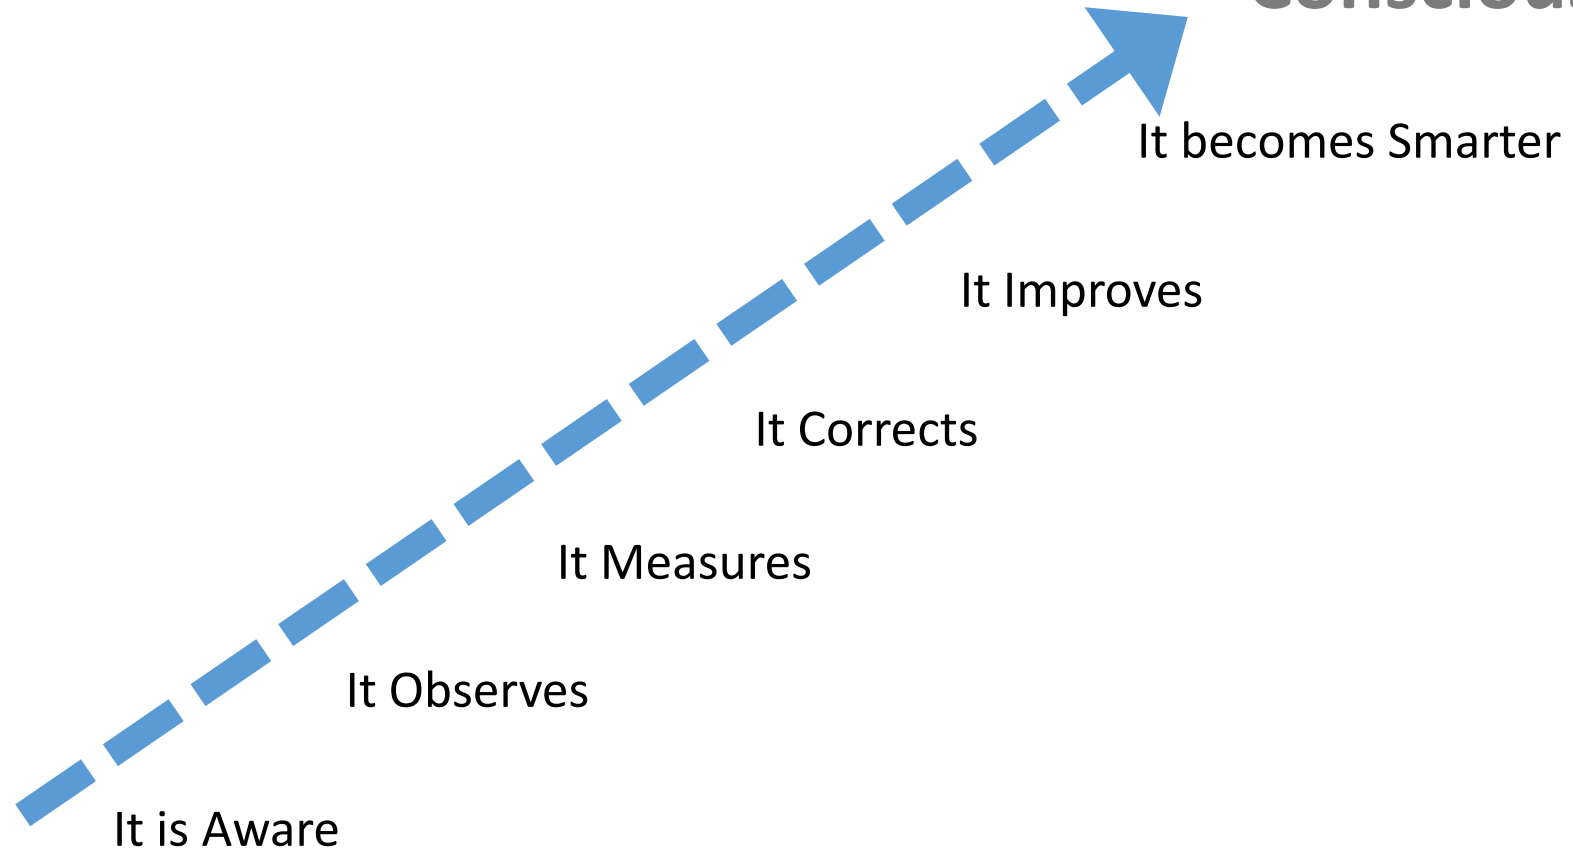 It becomes Smarter
It Improves
It Corrects
It Measures
It Observes
It is Aware